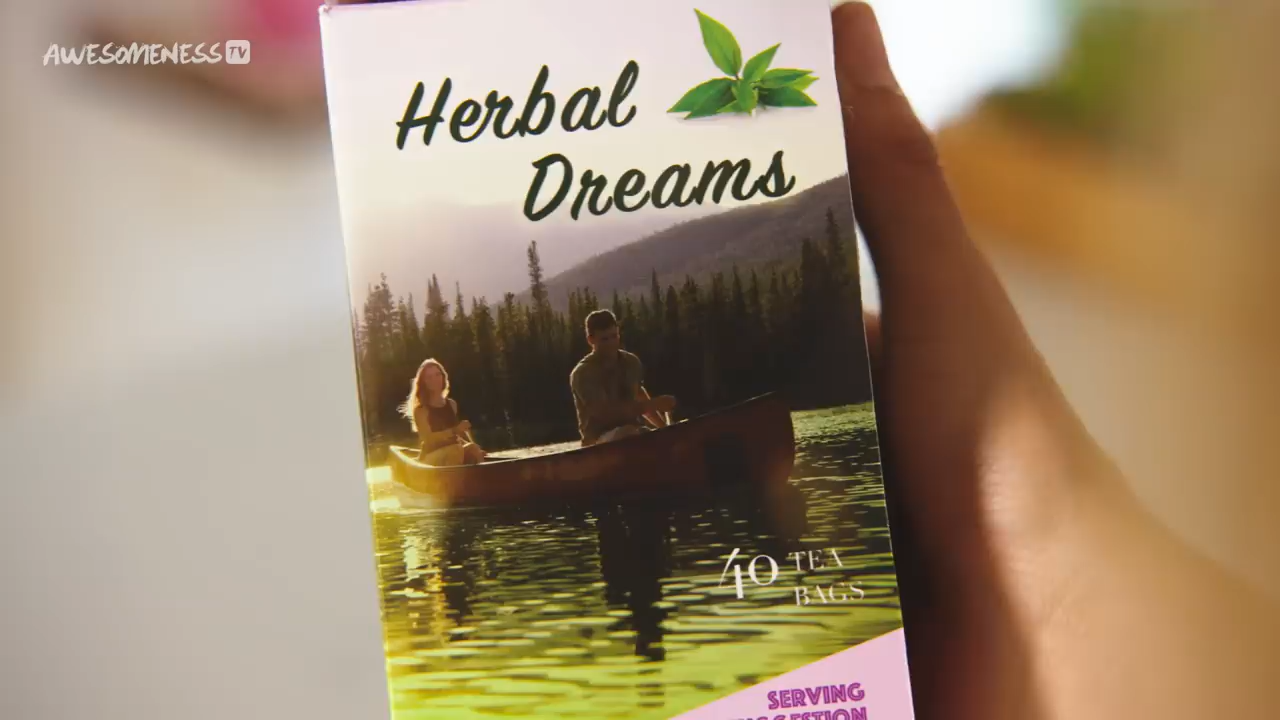 AWESOMENESS TV
Herbal
Dreams
40 TEA
BAGS
SERVING